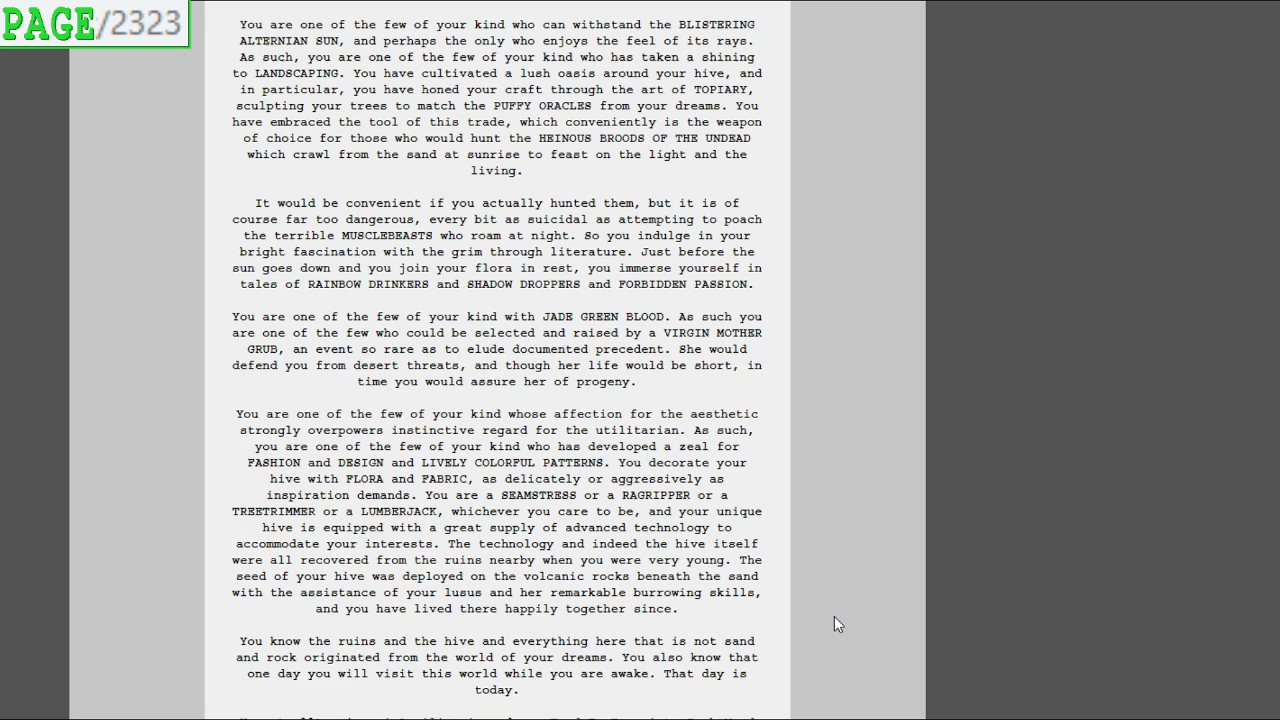 PAGE/2323
You are one of the few of your kind who can withstand the BLISTERING
ALTERNIAN SUN, and perhaps the only who enjoys the feel of its rays.
As such, you are one of the few of your kind who has taken a shining
to LANDSCAPING. You have cultivated a lush oasis around your hive, and
in particular, you have honed your craft through the art of TOPIARY,
sculpting your trees to match the PUFFY ORACLES from your dreams. You
have embraced the tool of this trade, which conveniently is the weapon
of choice for those who would hunt the HEINOUS BROODS OF THE UNDEAD
which crawl from the sand at sunrise to feast on the light and the
living.
It would be convenient if you actually hunted them, but it is of
course far too dangerous, every bit as suicidal as attempting to poach
the terrible MUSCLEBEASTS who roam at night. So you indulge in your
bright fascination with the grim through literature. Just before the
sun goes down and you join your flora in rest, you immerse yourself in
tales of RAINBOW DRINKERS and SHADOW DROPPERS and FORBIDDEN PASSION.
You are one of the few of your kind with JADE GREEN BLOOD. As such you
are one of the few who could be selected and raised by a VIRGIN MOTHER
GRUB, an event so rare as to elude documented precedent. She would
defend you from desert threats, and though her life would be short, in
time you would assure her of progeny.
You are one of the few of your kind whose affection for the aesthetic
strongly overpowers instinctive regard for the utilitarian. As such,
you are one of the few of your kind who has developed a zeal for
FASHION and DESIGN and LIVELY COLORFUL PATTERNS. You decorate your
hive with FLORA and FABRIC, as delicately or aggressively as
inspiration demands. You are a SEAMSTRESS or a RAGRIPPER or a
TREETRIMMER or a LUMBERJACK, whichever you care to be, and your unique
hive is equipped with a great supply of advanced technology to
accommodate your interests. The technology and indeed the hive itself
were all recovered from the ruins nearby when you were very young. The
seed of your hive was deployed on the volcanic rocks beneath the sand
with the assistance of your lusus and her remarkable burrowing skills,
and you have lived there happily together since.
You know the ruins and the hive and everything here that is not sand
and rock originated from the world of your dreams. You also know that
one day you will visit this world while you are awake. That day is
today.